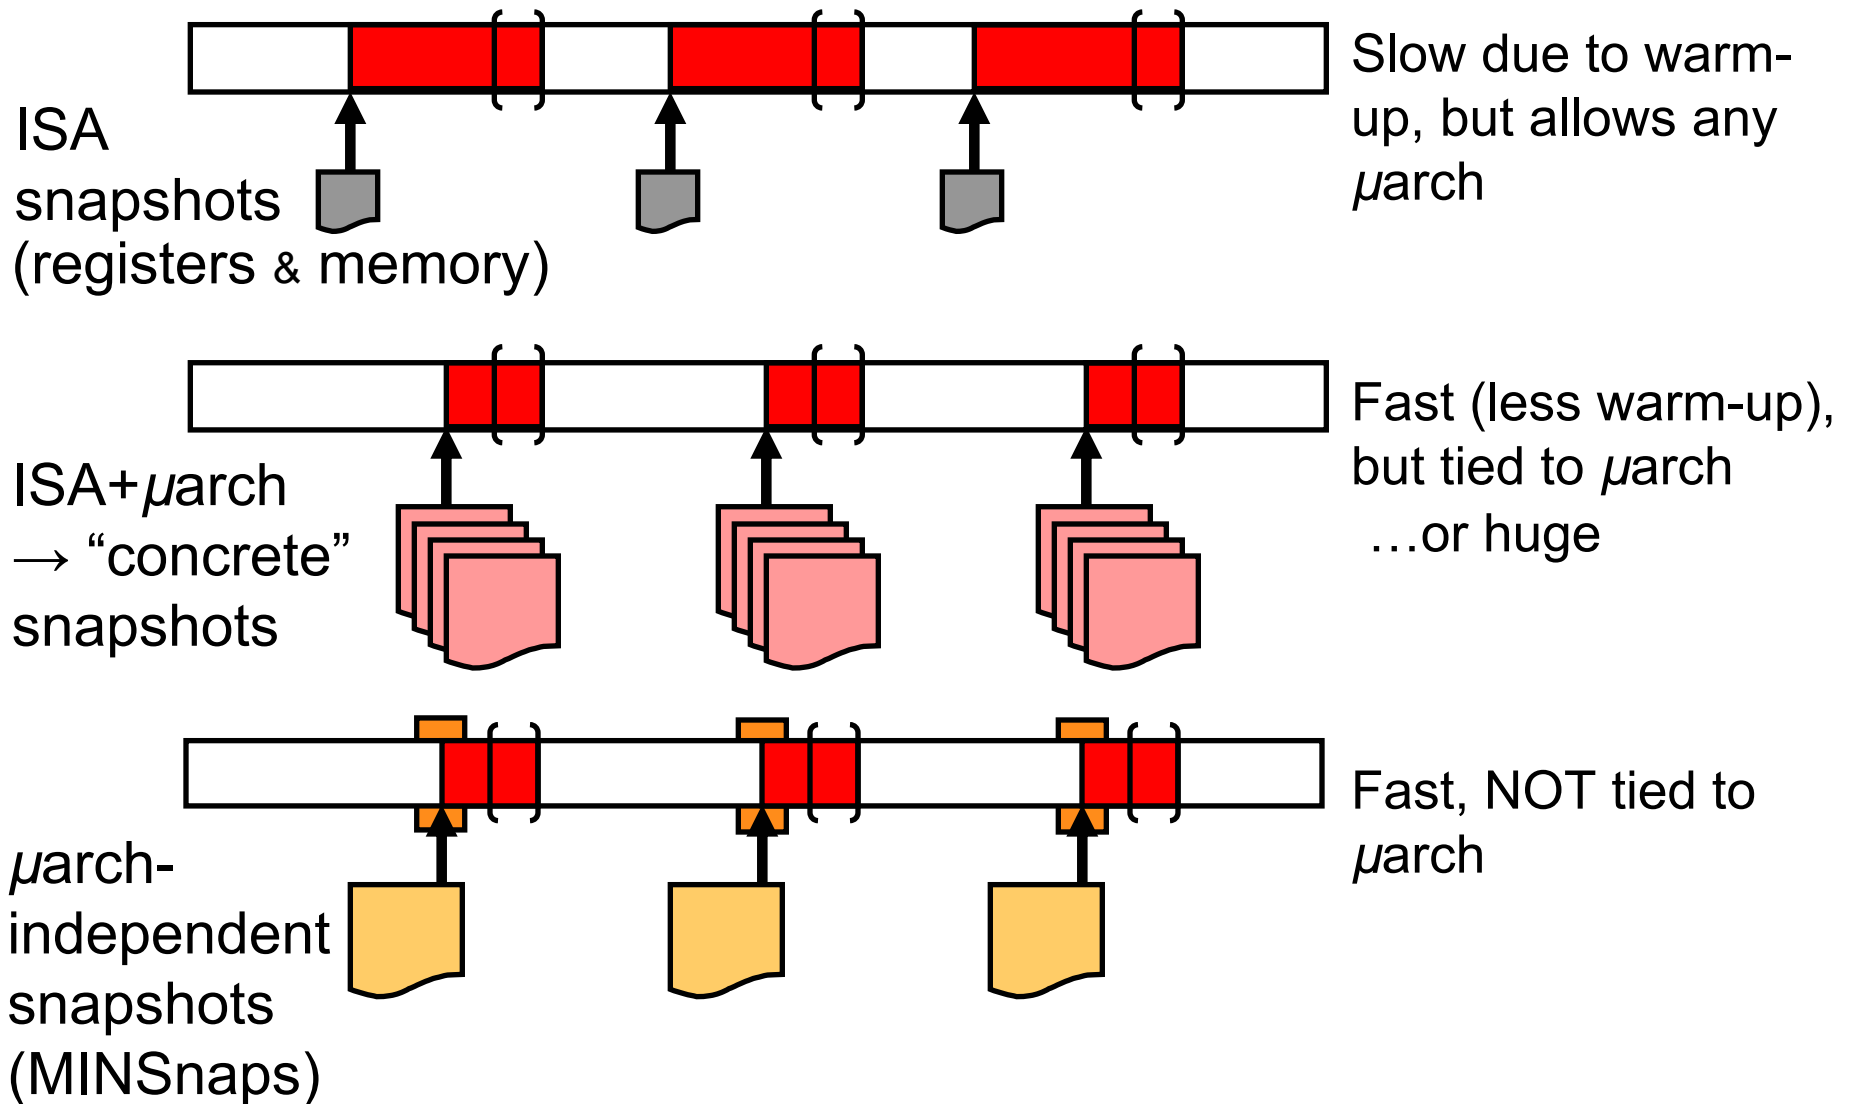 ISA
snapshots
(registers & memory)
Slow due to warm-
up, but allows any
µarch
ISA+µarch
→ “concrete”
snapshots
Fast (less warm-up),
but tied to µarch
…or huge
µarch-
independent
snapshots
(MINSnaps)
Fast, NOT tied to
µarch